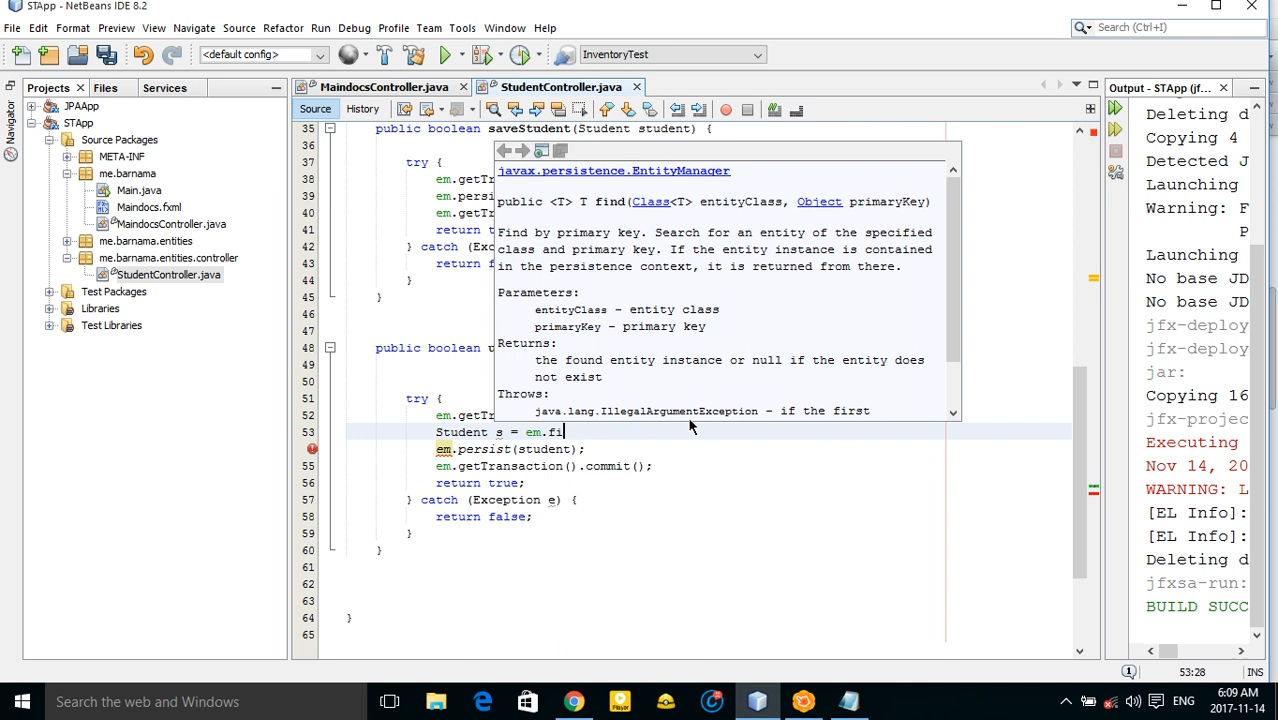 STApp - NetBeans IDE 8.2
File Edit Format Preview View Navigate Source Refactor Run Debug Profile Team Tools Window Help
Search (Ctrl+I)
<default config>
InventoryTest
Projects
Files
Services
JPAApp
STApp
Source Packages
META-INF
me.barnama
Main.java
Maindocs.fxml
MaindocsController.java
me.barnama.entities
me.barnama.entities.controller
StudentController.java
Test Packages
Libraries
Test Libraries
Navigator
MaindocsController.java
StudentController.java
Source
History
35 public boolean saveStudent(Student student) {
36
37 try {
38 em.getTr
39 em.persi
40 em.getTr
41 return t
42 } catch (Exc
43 return f
44 }
45 }
46
47
48 public boolean u
49
50
51 try {
52 em.getT
53 Student s = em.fi
em.persist(student);
55 em.getTransaction().commit();
56 return true;
57 } catch (Exception e) {
58 return false;
59 }
60 }
61
62
63
64 }
65
javax.persistence.EntityManager
public <T> T find(Class<T> entityClass, Object primaryKey)
Find by primary key. Search for an entity of the specified
class and primary key. If the entity instance is contained
in the persistence context, it is returned from there.
Parameters:
entityClass - entity class
primaryKey - primary key
Returns:
the found entity instance or null if the entity does
not exist
Throws:
java.lang.IllegalArgumentException - if the first
Output - STApp (jf...
Deleting d
Copying 4
Detected J
Launching
Warning: F
P
Launching
No base JD
No base JD
jfx-deploy
jfx-deploy
jar:
Copying 16
jfx-projec
Executing
Nov 14, 20
WARNING: L
[EL Info]:
[EL Info]:
Deleting d
jfxsa-run:
BUILD SUCC
1
53:28
INS
Search the web and Windows
Player
ENG
6:09 AM
2017-11-14